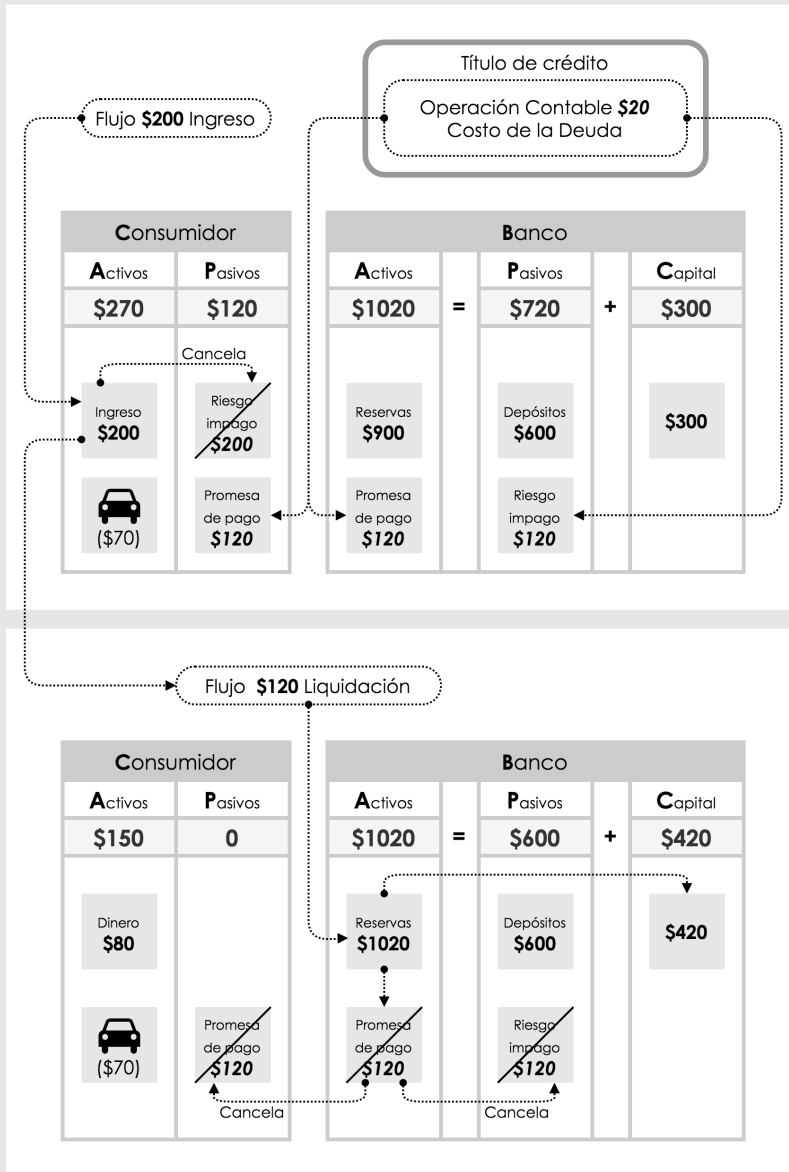 Título de crédito
Operación Contable $20
Costo de la Deuda
Flujo $200 Ingreso
Consumidor
Banco
Activos
Pasivos
Activos
Pasivos
Capital
$270
$120
$1020
=
$720
+
$300
Cancela
Ingreso
$200
Riesgo
impago
$200
Reservas
$900
Depósitos
$600
$300
($70)
Promesa
de pago
$120
Promesa
de pago
$120
Riesgo
impago
$120
Flujo $120 Liquidación
Consumidor
Banco
Activos
Pasivos
Activos
Pasivos
Capital
$150
0
$1020
=
$600
+
$420
Dinero
$80
Reservas
$1020
Depósitos
$600
$420
($70)
Promesa
de pago
$120
Promesa
de pago
$120
Riesgo
impago
$120
Cancela
Cancela